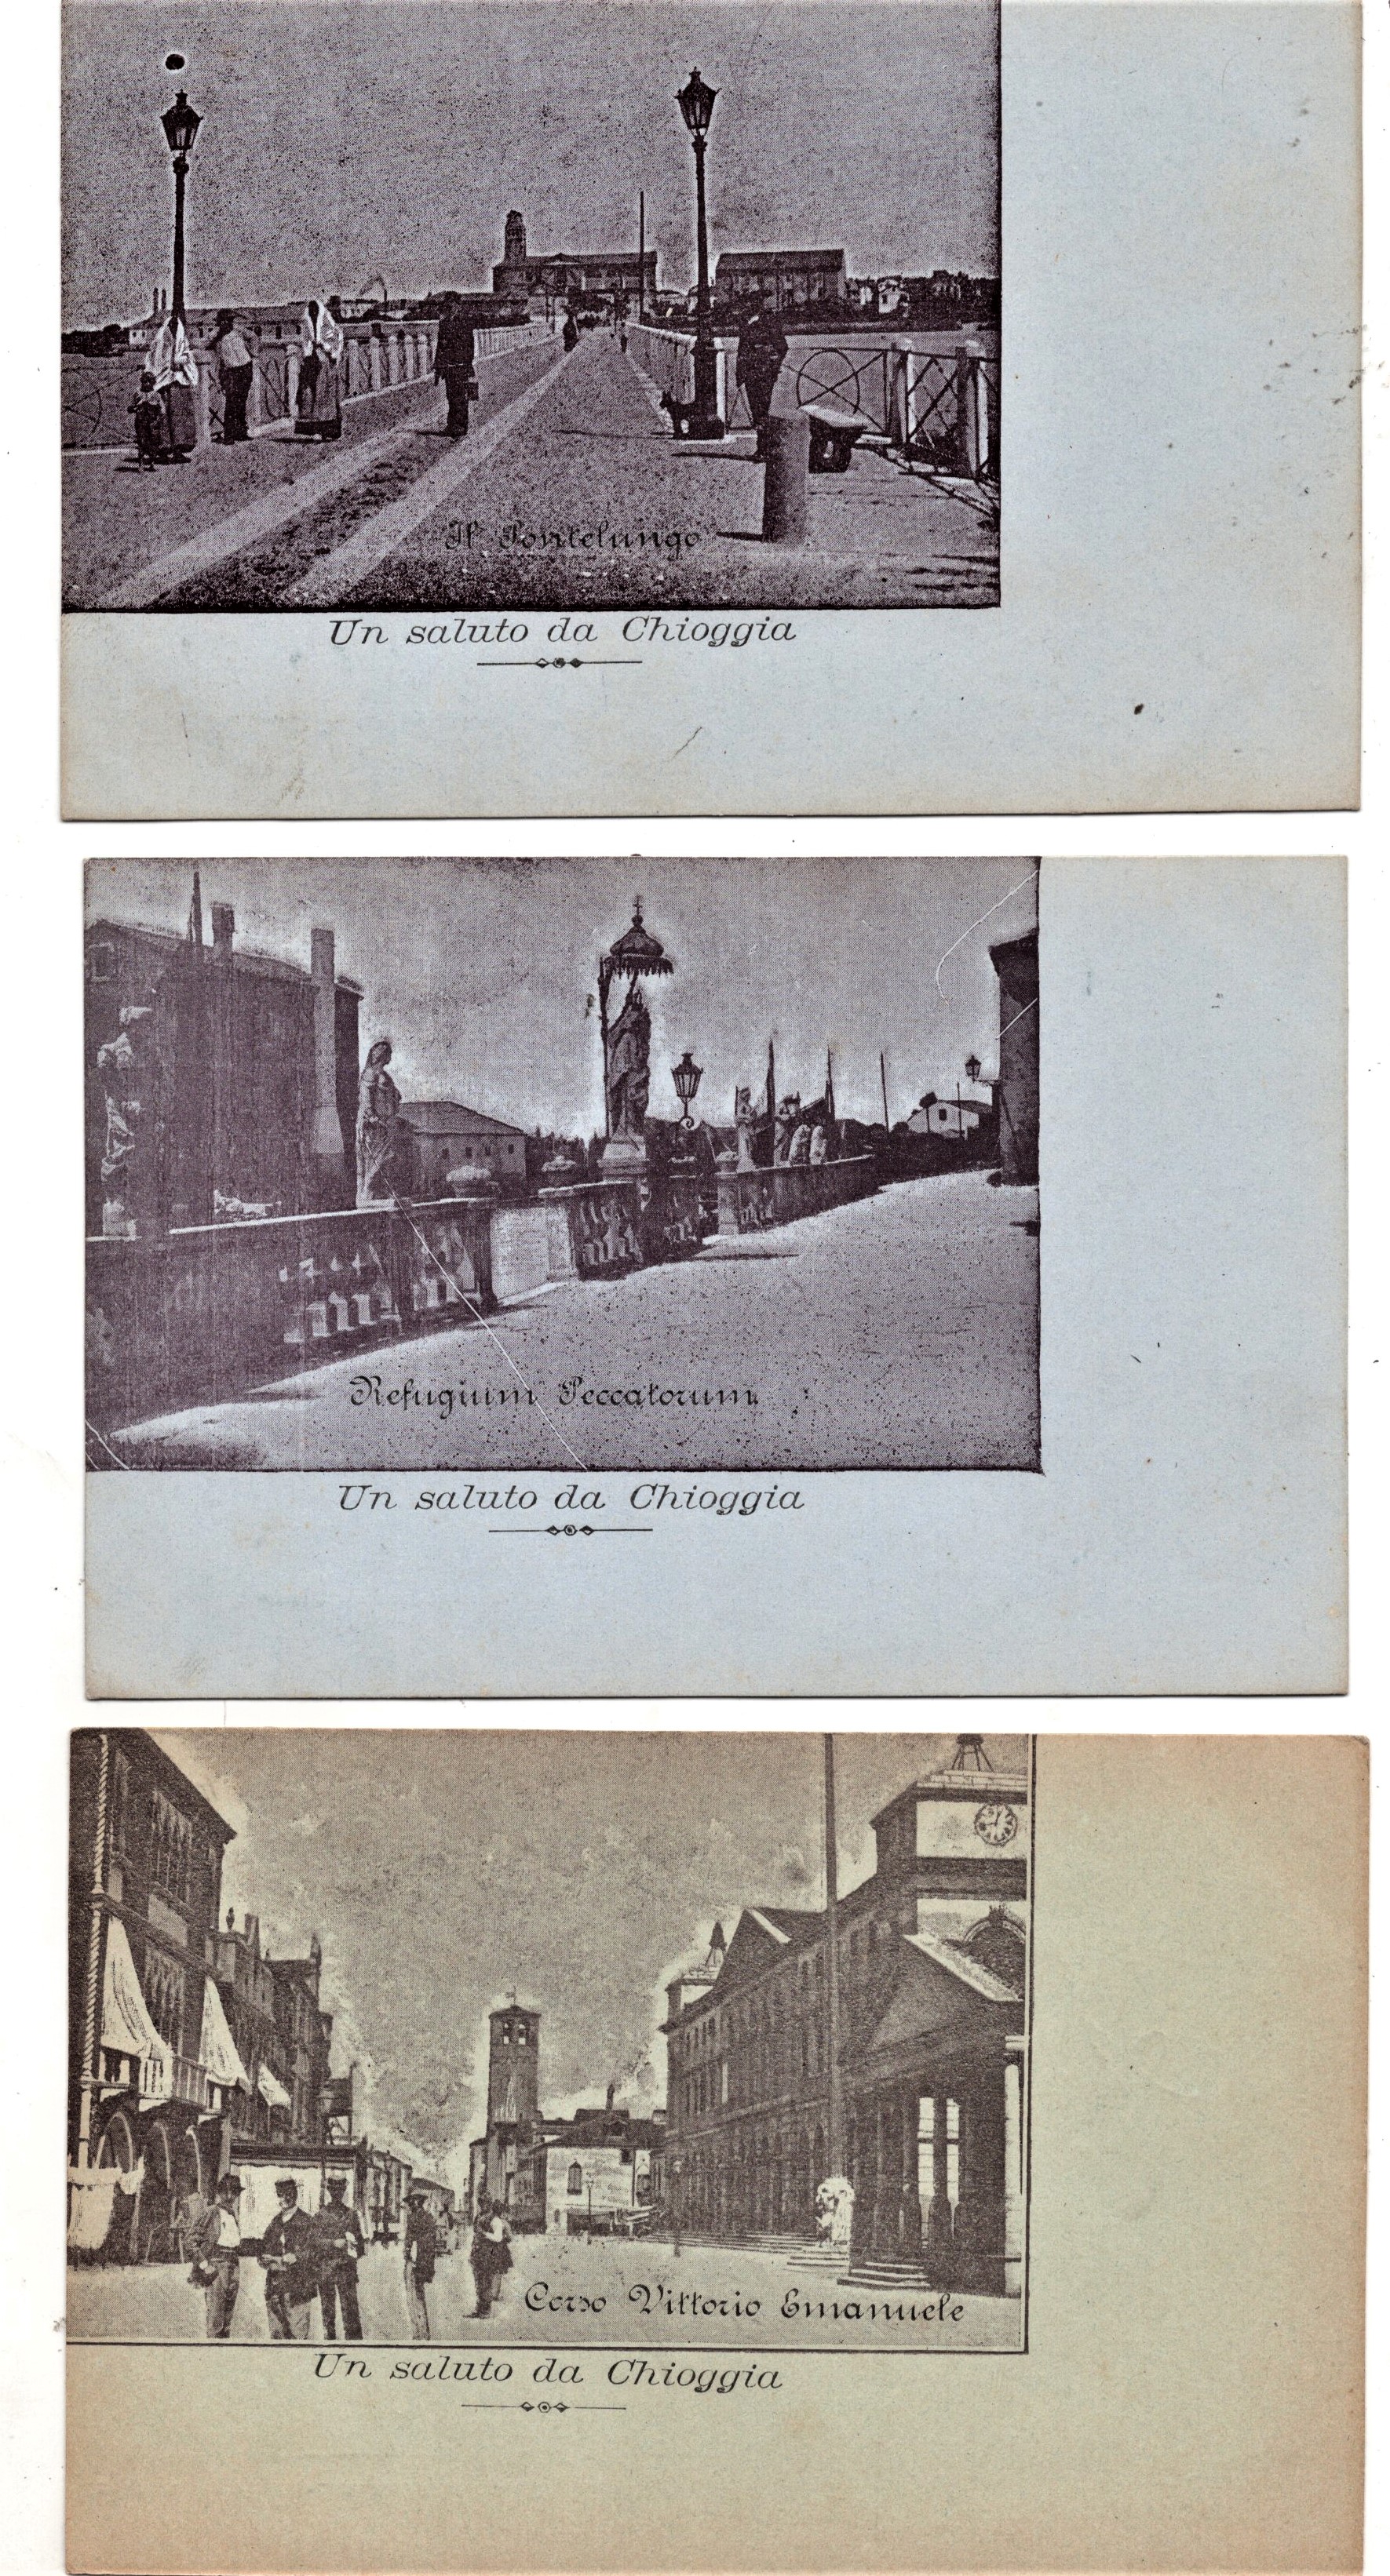 Il Pontelungo
Un saluto da Chioggia
Refugium Peccatorum
Un saluto da Chioggia
Corso Vittorio Emanuele
Un saluto da Chioggia